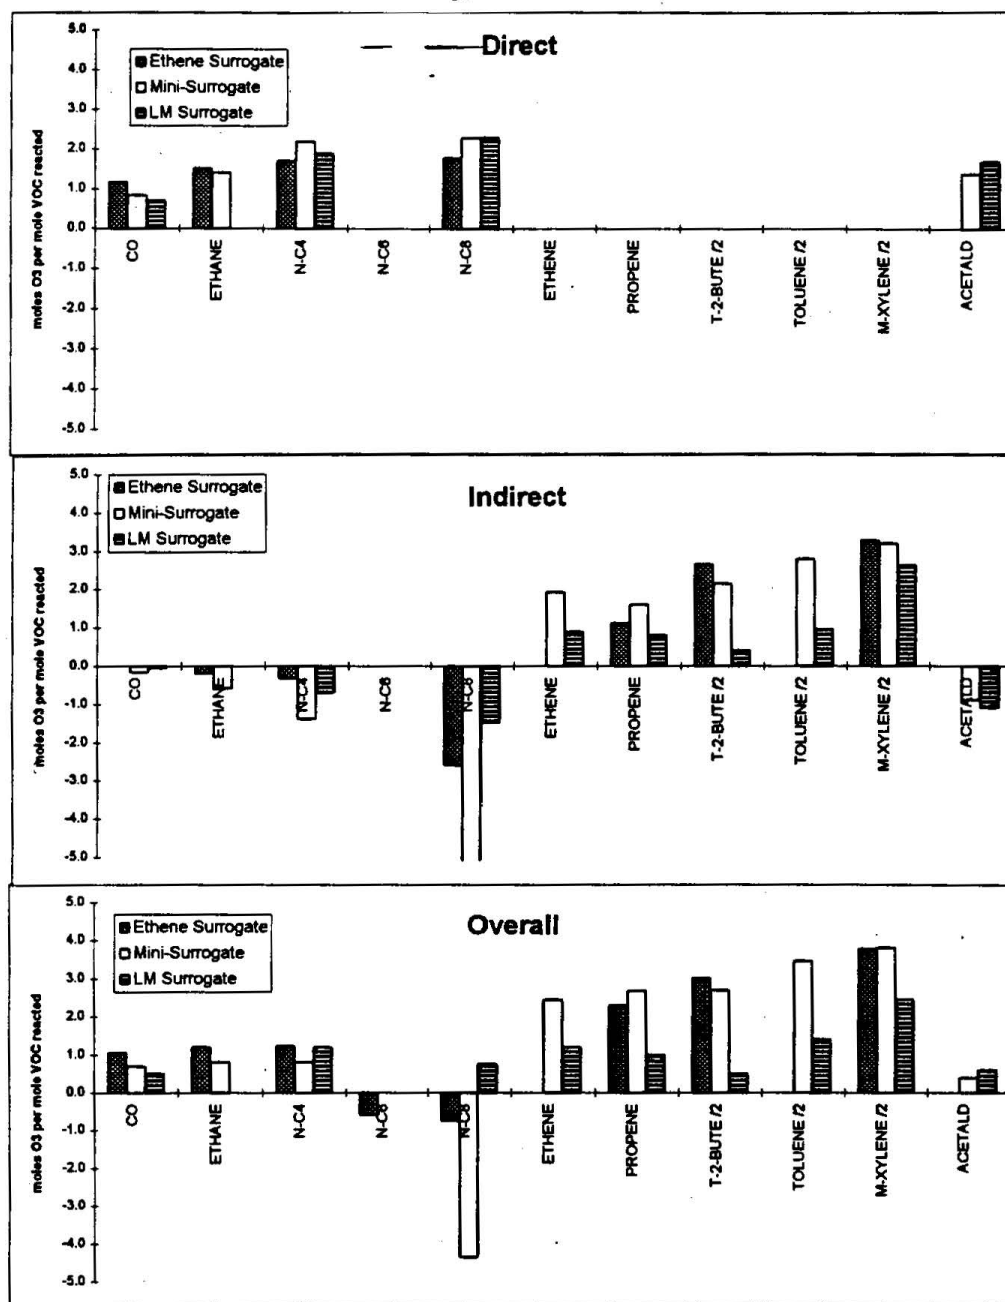 Direct
5.0
4.0
3.0
2.0
1.0
0.0
-1.0
-2.0
-3.0
-4.0
-5.0
moles O3 per mole VOC reacted
Ethene Surrogate
Mini-Surrogate
LM Surrogate
CO
ETHANE
N-C4
N-C6
N-C8
ETHENE
PROPENE
T-2-BUTE /2
TOLUENE /2
M-XYLENE /2
ACETALD
Indirect
5.0
4.0
3.0
2.0
1.0
0.0
-1.0
-2.0
-3.0
-4.0
-5.0
moles O3 per mole VOC reacted
Ethene Surrogate
Mini-Surrogate
LM Surrogate
CO
ETHANE
N-C4
N-C6
N-C8
ETHENE
PROPENE
T-2-BUTE /2
TOLUENE /2
M-XYLENE /2
ACETALD
Overall
5.0
4.0
3.0
2.0
1.0
0.0
-1.0
-2.0
-3.0
-4.0
-5.0
moles O3 per mole VOC reacted
Ethene Surrogate
Mini-Surrogate
LM Surrogate
CO
ETHANE
N-C4
N-C6
N-C8
ETHENE
PROPENE
T-2-BUTE /2
TOLUENE /2
M-XYLENE /2
ACETALD